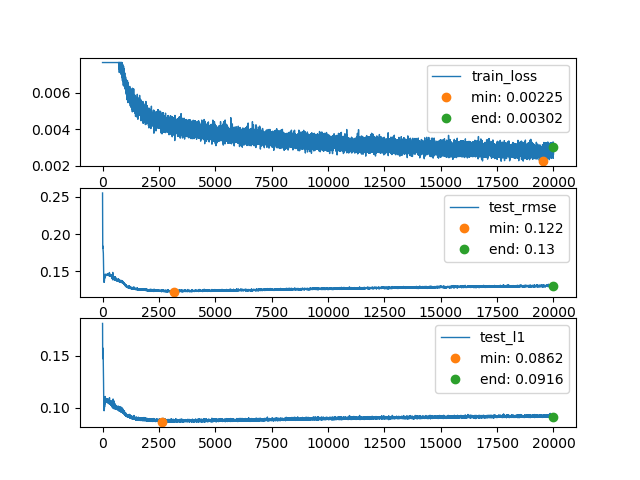 train_loss
min: 0.00225
end: 0.00302
0.006
0.004
0.002
0 2500 5000 7500 10000 12500 15000 17500 20000
test_rmse
min: 0.122
end: 0.13
0.25
0.20
0.15
0 2500 5000 7500 10000 12500 15000 17500 20000
test_l1
min: 0.0862
end: 0.0916
0.15
0.10
0 2500 5000 7500 10000 12500 15000 17500 20000